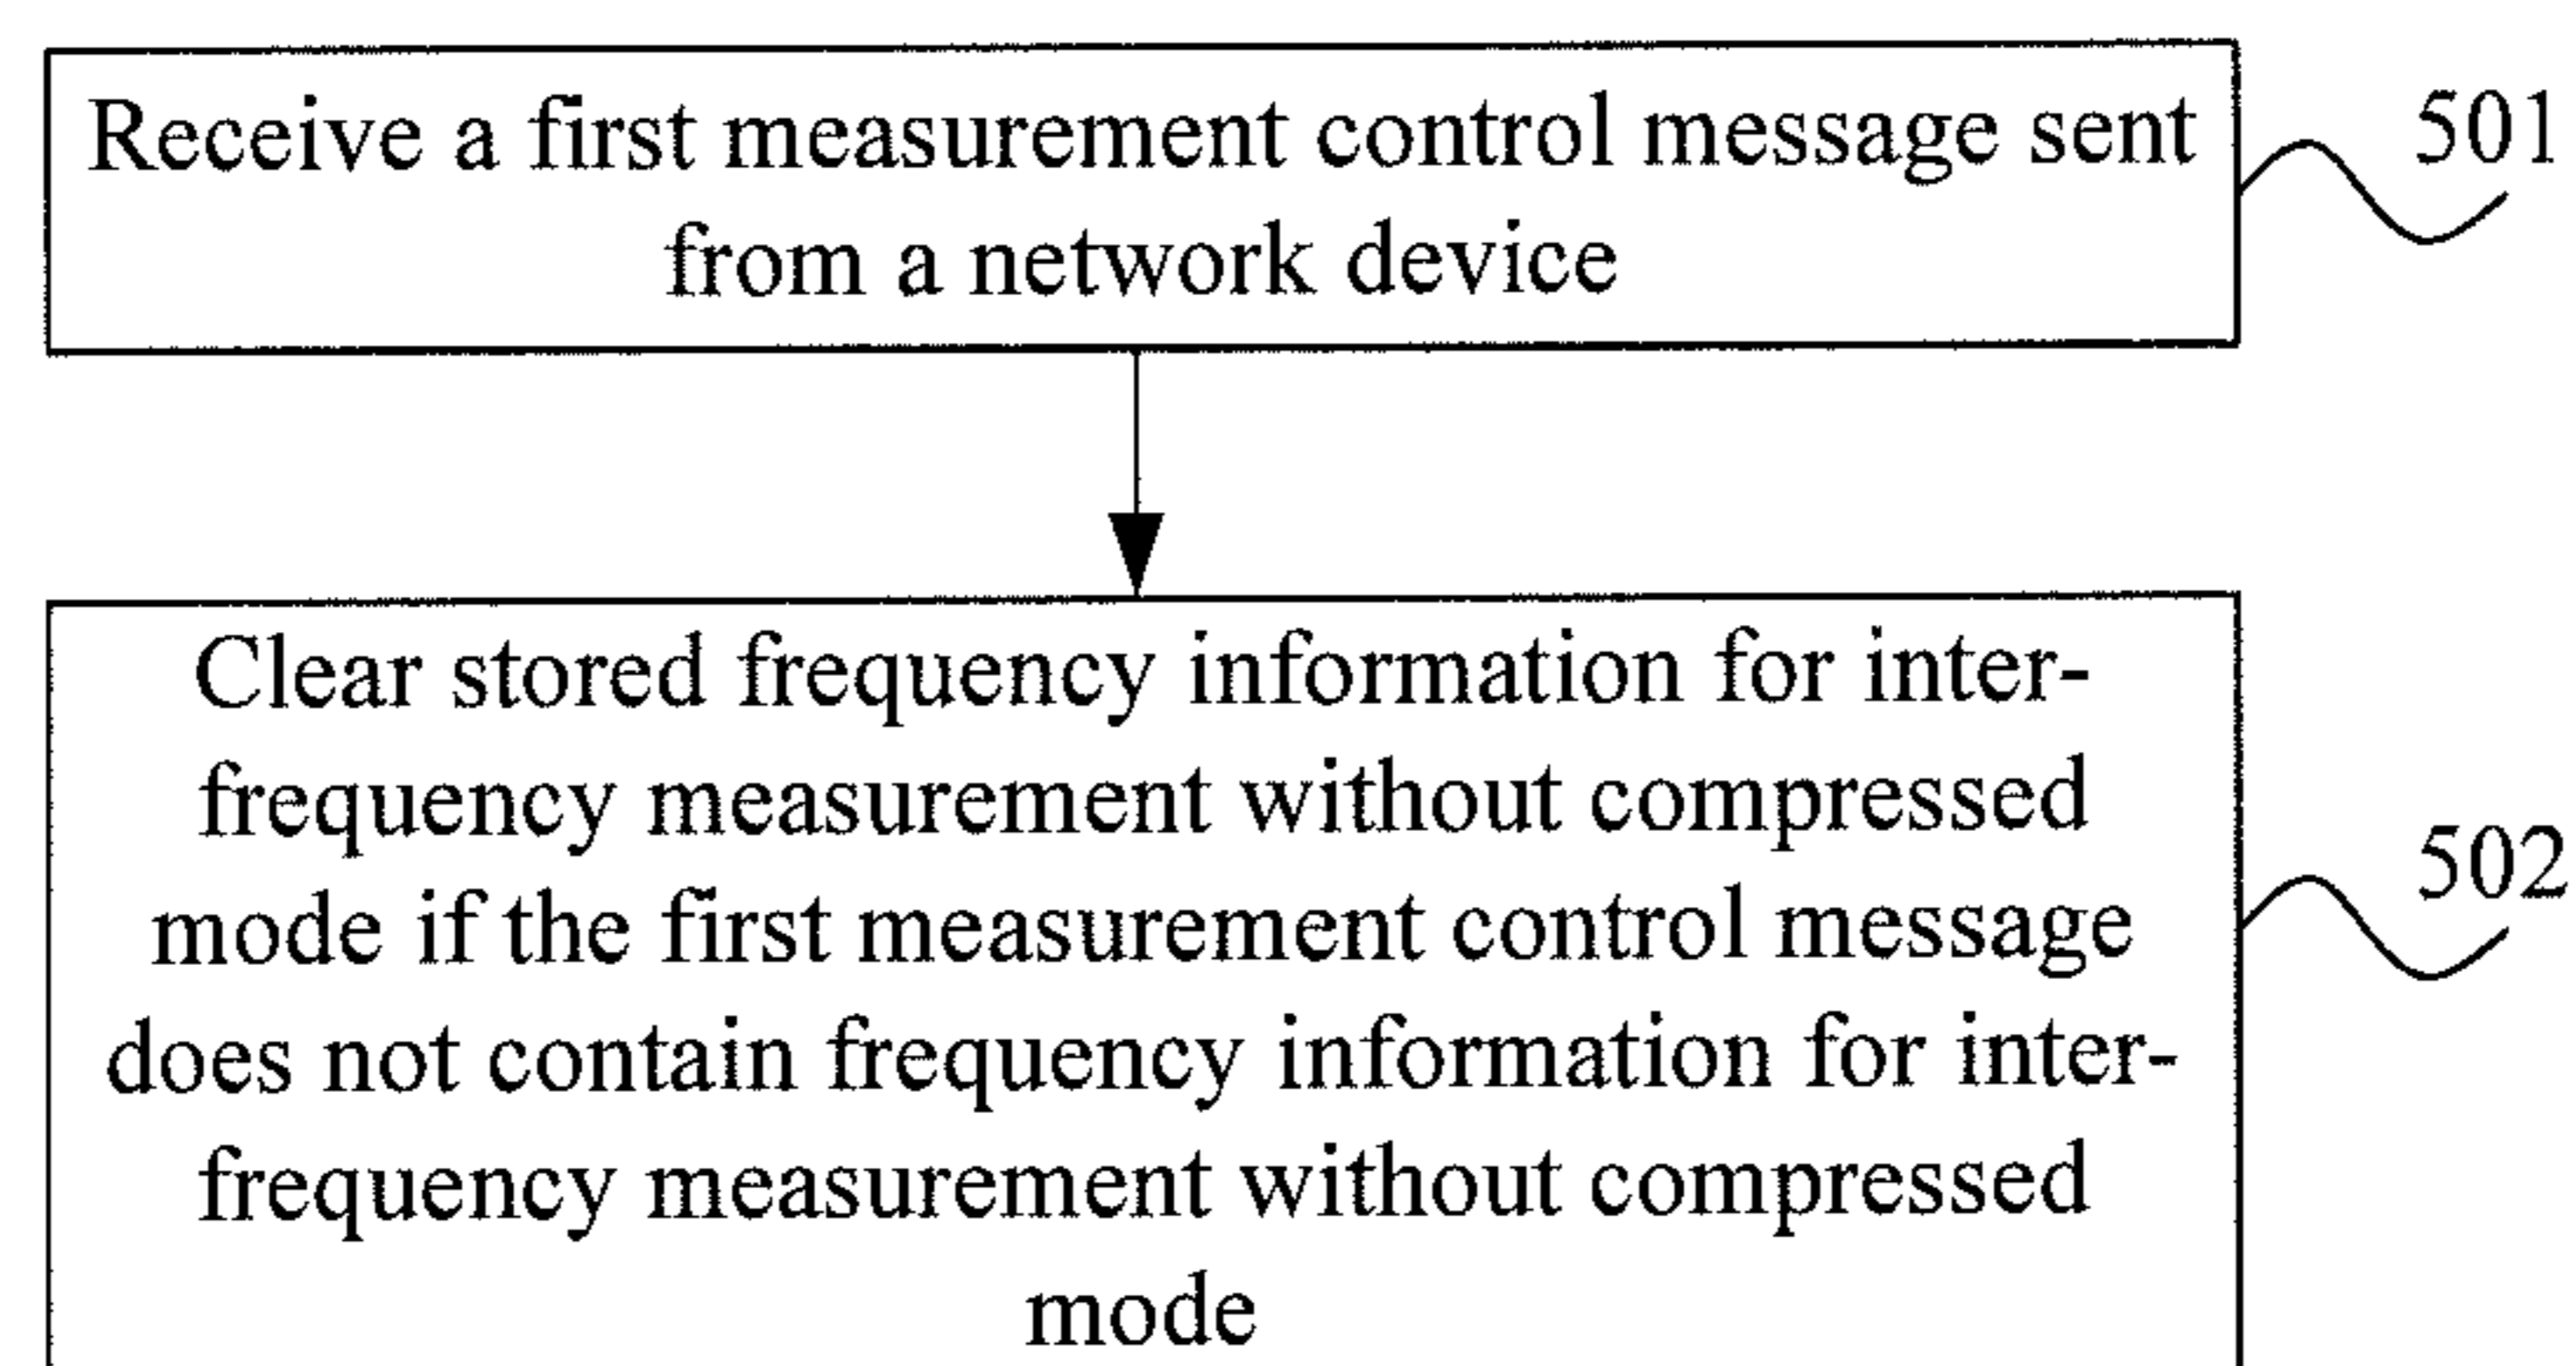 Receive a first measurement control message sent
from a network device
501
Clear stored frequency information for inter-
frequency measurement without compressed
mode if the first measurement control message
does not contain frequency information for inter-
frequency measurement without compressed
mode
502